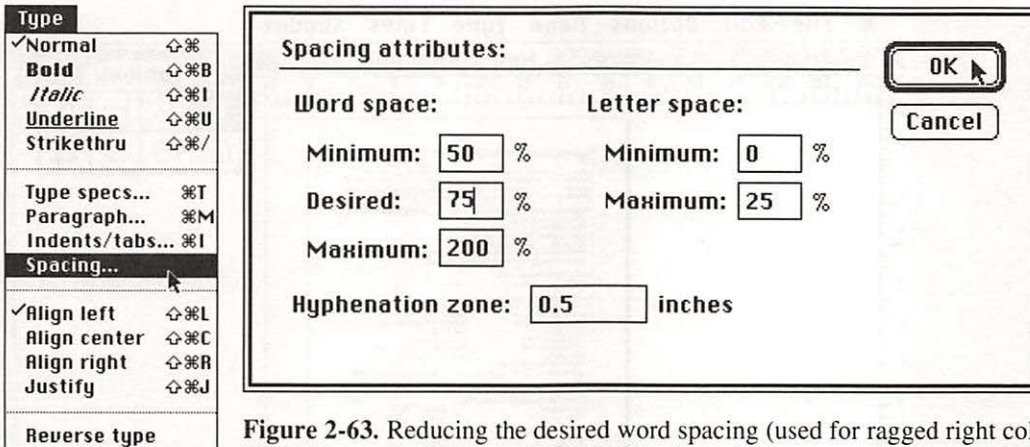 Type
✓Normal ⇧⌘
Bold ⇧⌘B
Italic ⇧⌘I
Underline ⇧⌘U
Strikethru ⇧⌘/
Type specs... ⌘T
Paragraph... ⌘M
Indents/tabs... ⌘I
Spacing...
✓Align left ⇧⌘L
Align center ⇧⌘C
Align right ⇧⌘R
Justify ⇧⌘J
Reverse type
Spacing attributes:
OK
Cancel
Word space: Letter space:
Minimum: 50 % Minimum: 0 %
Desired: 75 % Maximum: 25 %
Maximum: 200 %
Hyphenation zone: 0.5 inches
Figure 2-63. Reducing the desired word spacing (used for ragged right co